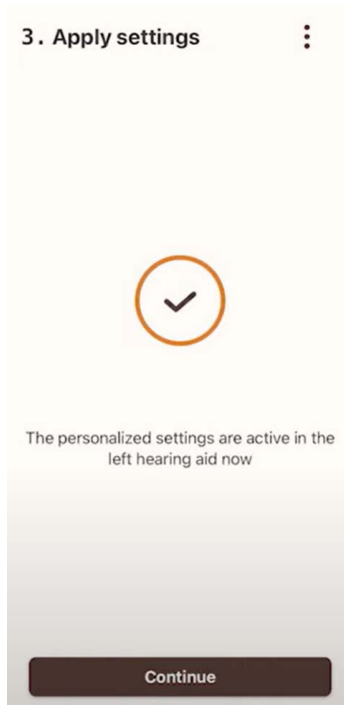 3. Apply settings
The personalized settings are active in the
left hearing aid now
Continue